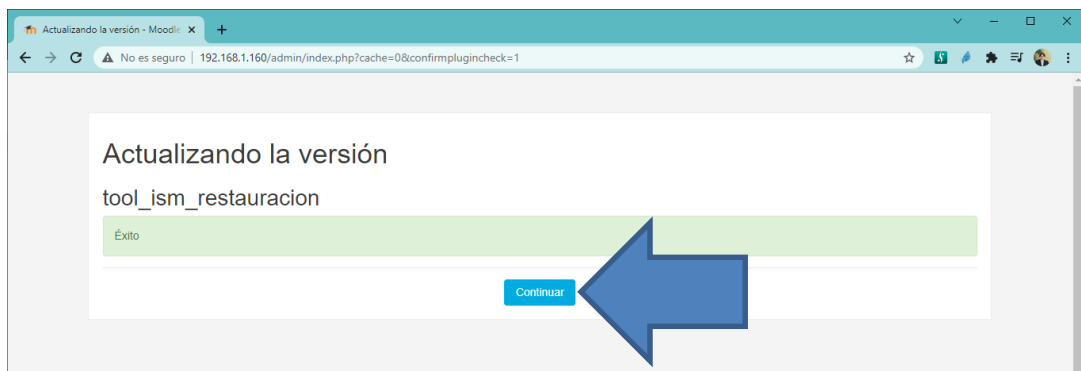 Actualizando la versión - Moodle
No es seguro | 192.168.1.160/admin/index.php?cache=0&confirmplugincheck=1
Actualizando la versión
tool_ism_restauracion
Éxito
Continuar